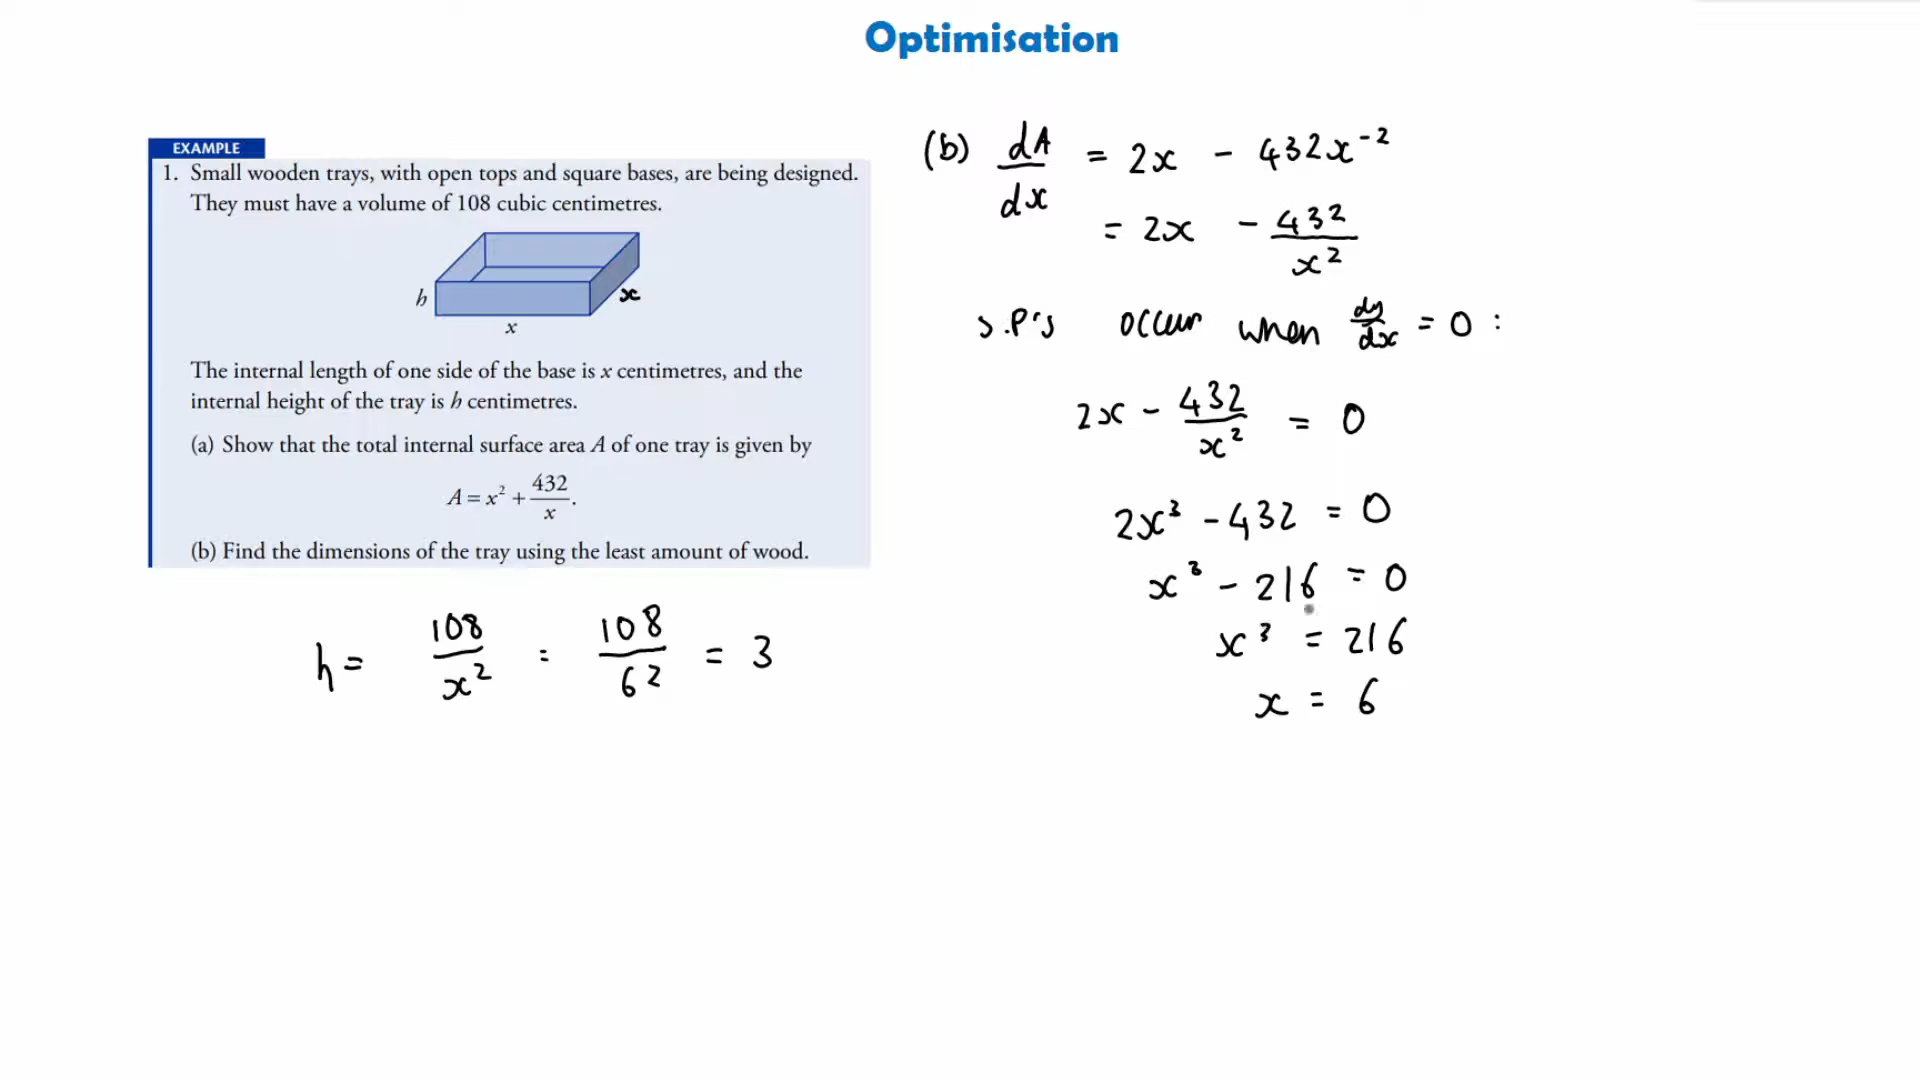 Optimisation
EXAMPLE
1. Small wooden trays, with open tops and square bases, are being designed.
They must have a volume of 108 cubic centimetres.
h
x
x
The internal length of one side of the base is x centimetres, and the
internal height of the tray is h centimetres.
(a) Show that the total internal surface area A of one tray is given by
A = x² + 432/x.
(b) Find the dimensions of the tray using the least amount of wood.
h = 108/x² = 108/6² = 3
(b) dA/dx = 2x - 432x⁻²
= 2x - 432/x²
S.P's occur when dy/dx = 0 :
2x - 432/x² = 0
2x³ - 432 = 0
x³ - 216 = 0
x³ = 216
x = 6